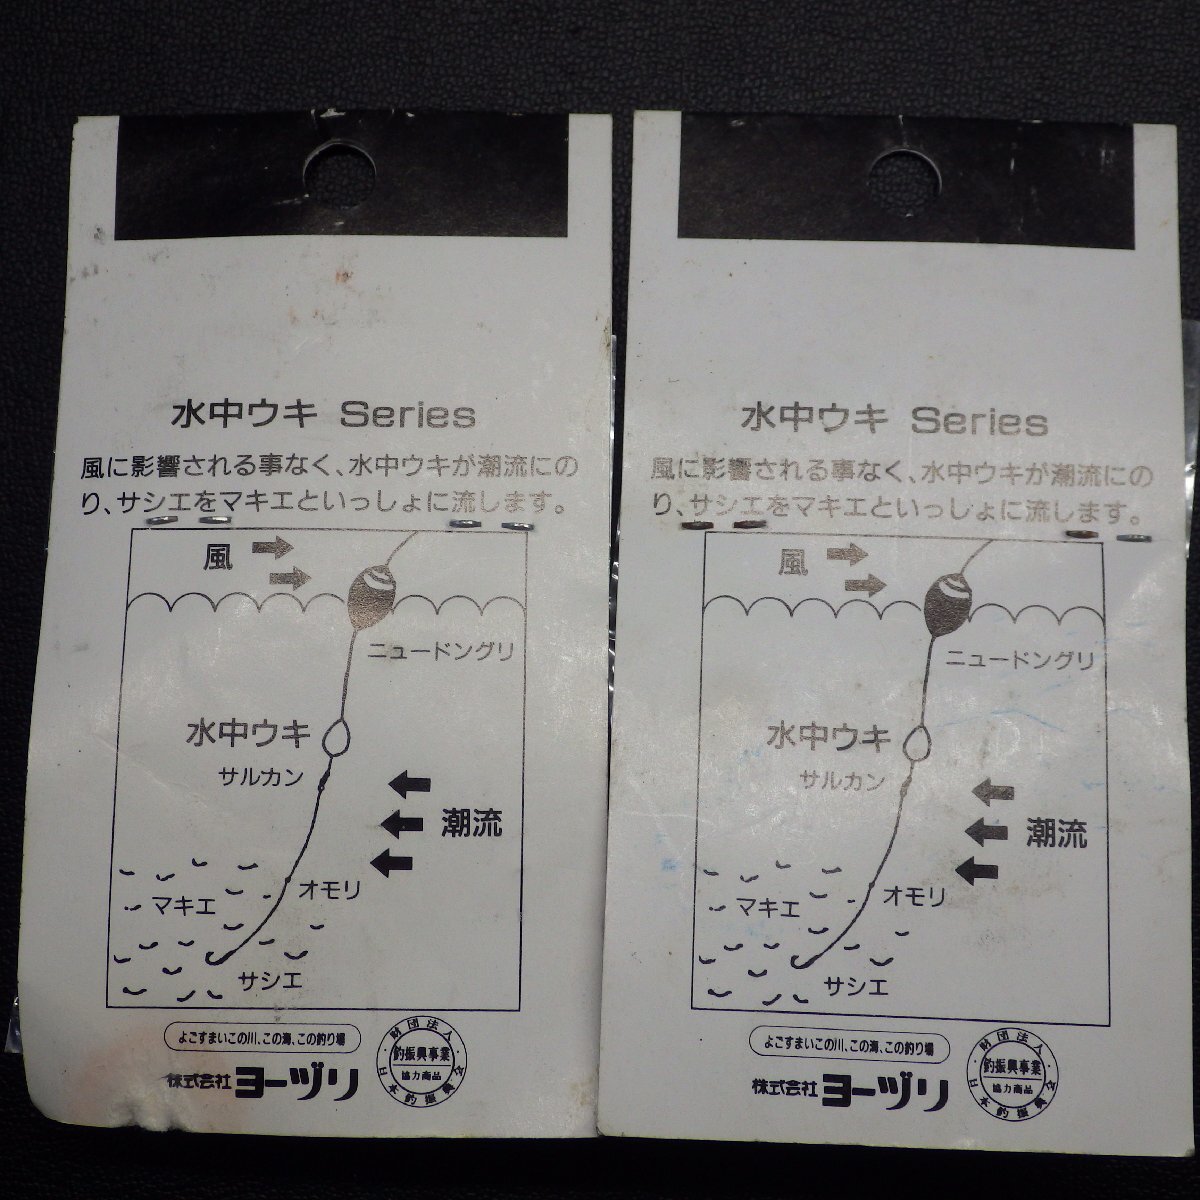 水中ウキ Series
風に影響される事なく、水中ウキが潮流にの
り、サシエをマキエといっしょに流します。
風
ニュードングリ
水中ウキ
サルカン
潮流
オモリ
マキエ
サシエ
よごすまいこの川、この海、この釣り場
株式会社 ヨーヅリ
財団法人
釣振興事業
協力商品
日本釣振興会
水中ウキ Series
風に影響される事なく、水中ウキが潮流にの
り、サシエをマキエといっしょに流します。
風
ニュードングリ
水中ウキ
サルカン
潮流
オモリ
マキエ
サシエ
よごすまいこの川、この海、この釣り場
株式会社 ヨーヅリ
財団法人
釣振興事業
協力商品
日本釣振興会